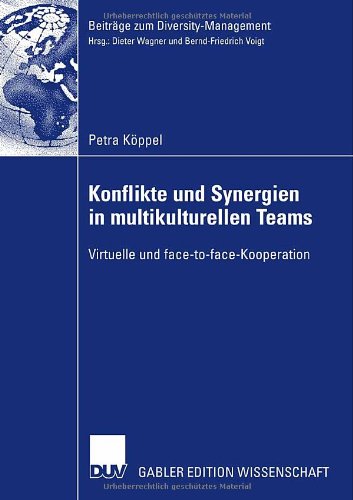 Urheberrechtlich geschütztes Material
Beiträge zum Diversity-Management
Hrsg.: Dieter Wagner und Bernd-Friedrich Voigt
Petra Köppel
Konflikte und Synergien
in multikulturellen Teams
Virtuelle und face-to-face-Kooperation
DUV
GABLER EDITION WISSENSCHAFT
Urheberrechtlich geschütztes Material